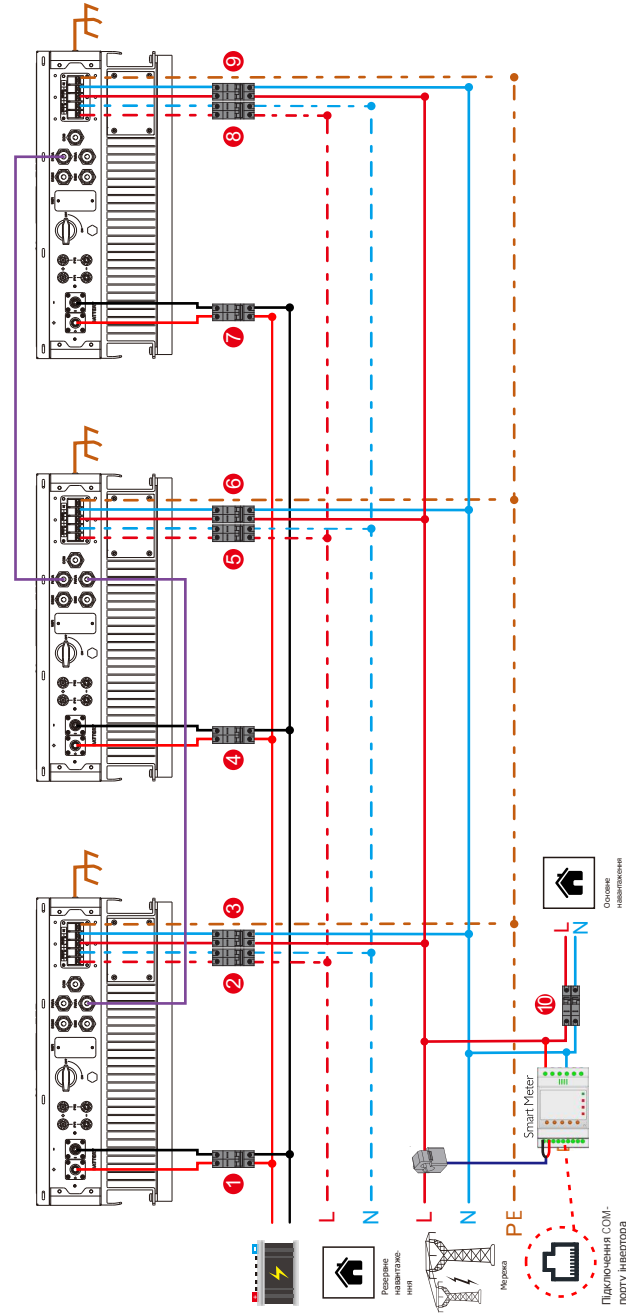 1
2
3
4
5
6
7
8
9
10
Резервне
навантаже-
ння
L
N
L
N
PE
Мережа
Smart Meter
L
N
Основне
навантаження
Підключення COM-
порту інвертора